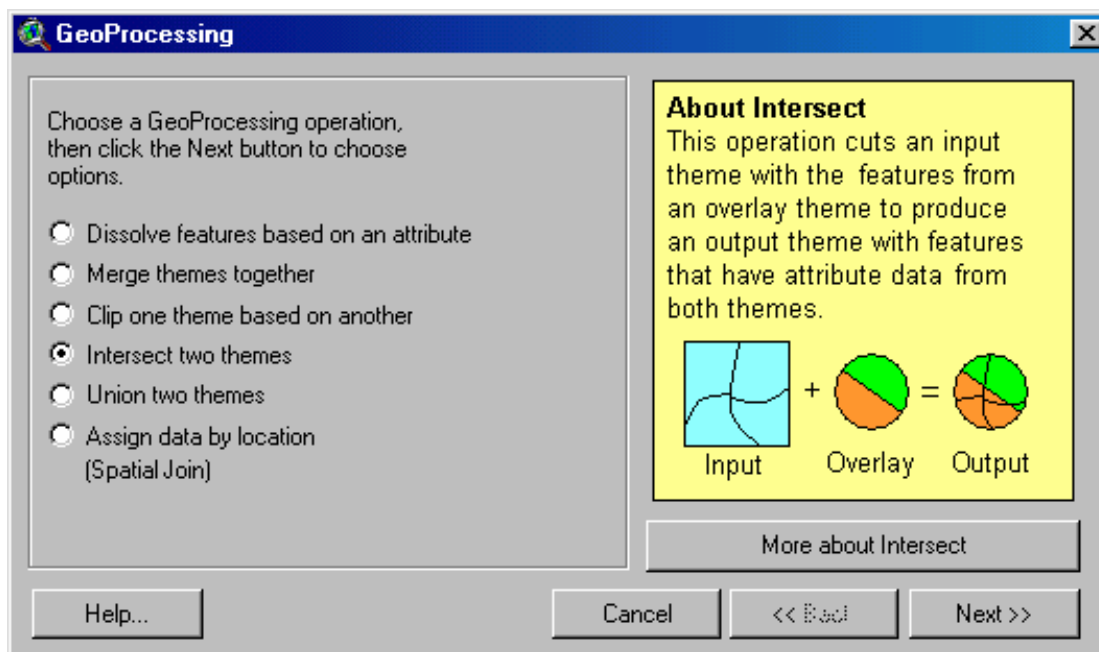 GeoProcessing
Choose a GeoProcessing operation,
then click the Next button to choose
options.
Dissolve features based on an attribute
Merge themes together
Clip one theme based on another
Intersect two themes
Union two themes
Assign data by location
(Spatial Join)
About Intersect
This operation cuts an input
theme with the features from
an overlay theme to produce
an output theme with features
that have attribute data from
both themes.
+ =
Input Overlay Output
More about Intersect
Help...
Cancel
<< Back
Next >>